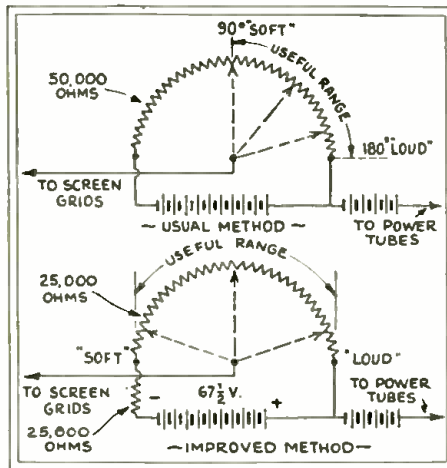 90° "SOFT"
USEFUL RANGE
50,000
OHMS
180° "LOUD"
TO SCREEN
GRIDS
- USUAL METHOD -
TO POWER
TUBES
USEFUL RANGE
25,000
OHMS
"SOFT"
"LOUD"
TO SCREEN
GRIDS
- 67½ V. +
25,000
OHMS
TO POWER
TUBES
- IMPROVED METHOD -